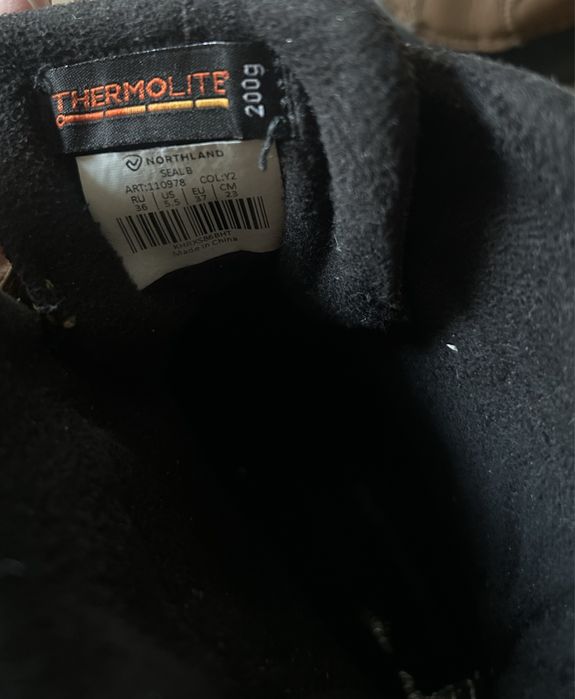 THERMOLITE
200g
NORTHLAND
SEAL B
ART:110978 COL:Y2
RU | US | EU | CM
36 | 5.5 | 37 | 23
KHRXS86BHT
Made in China